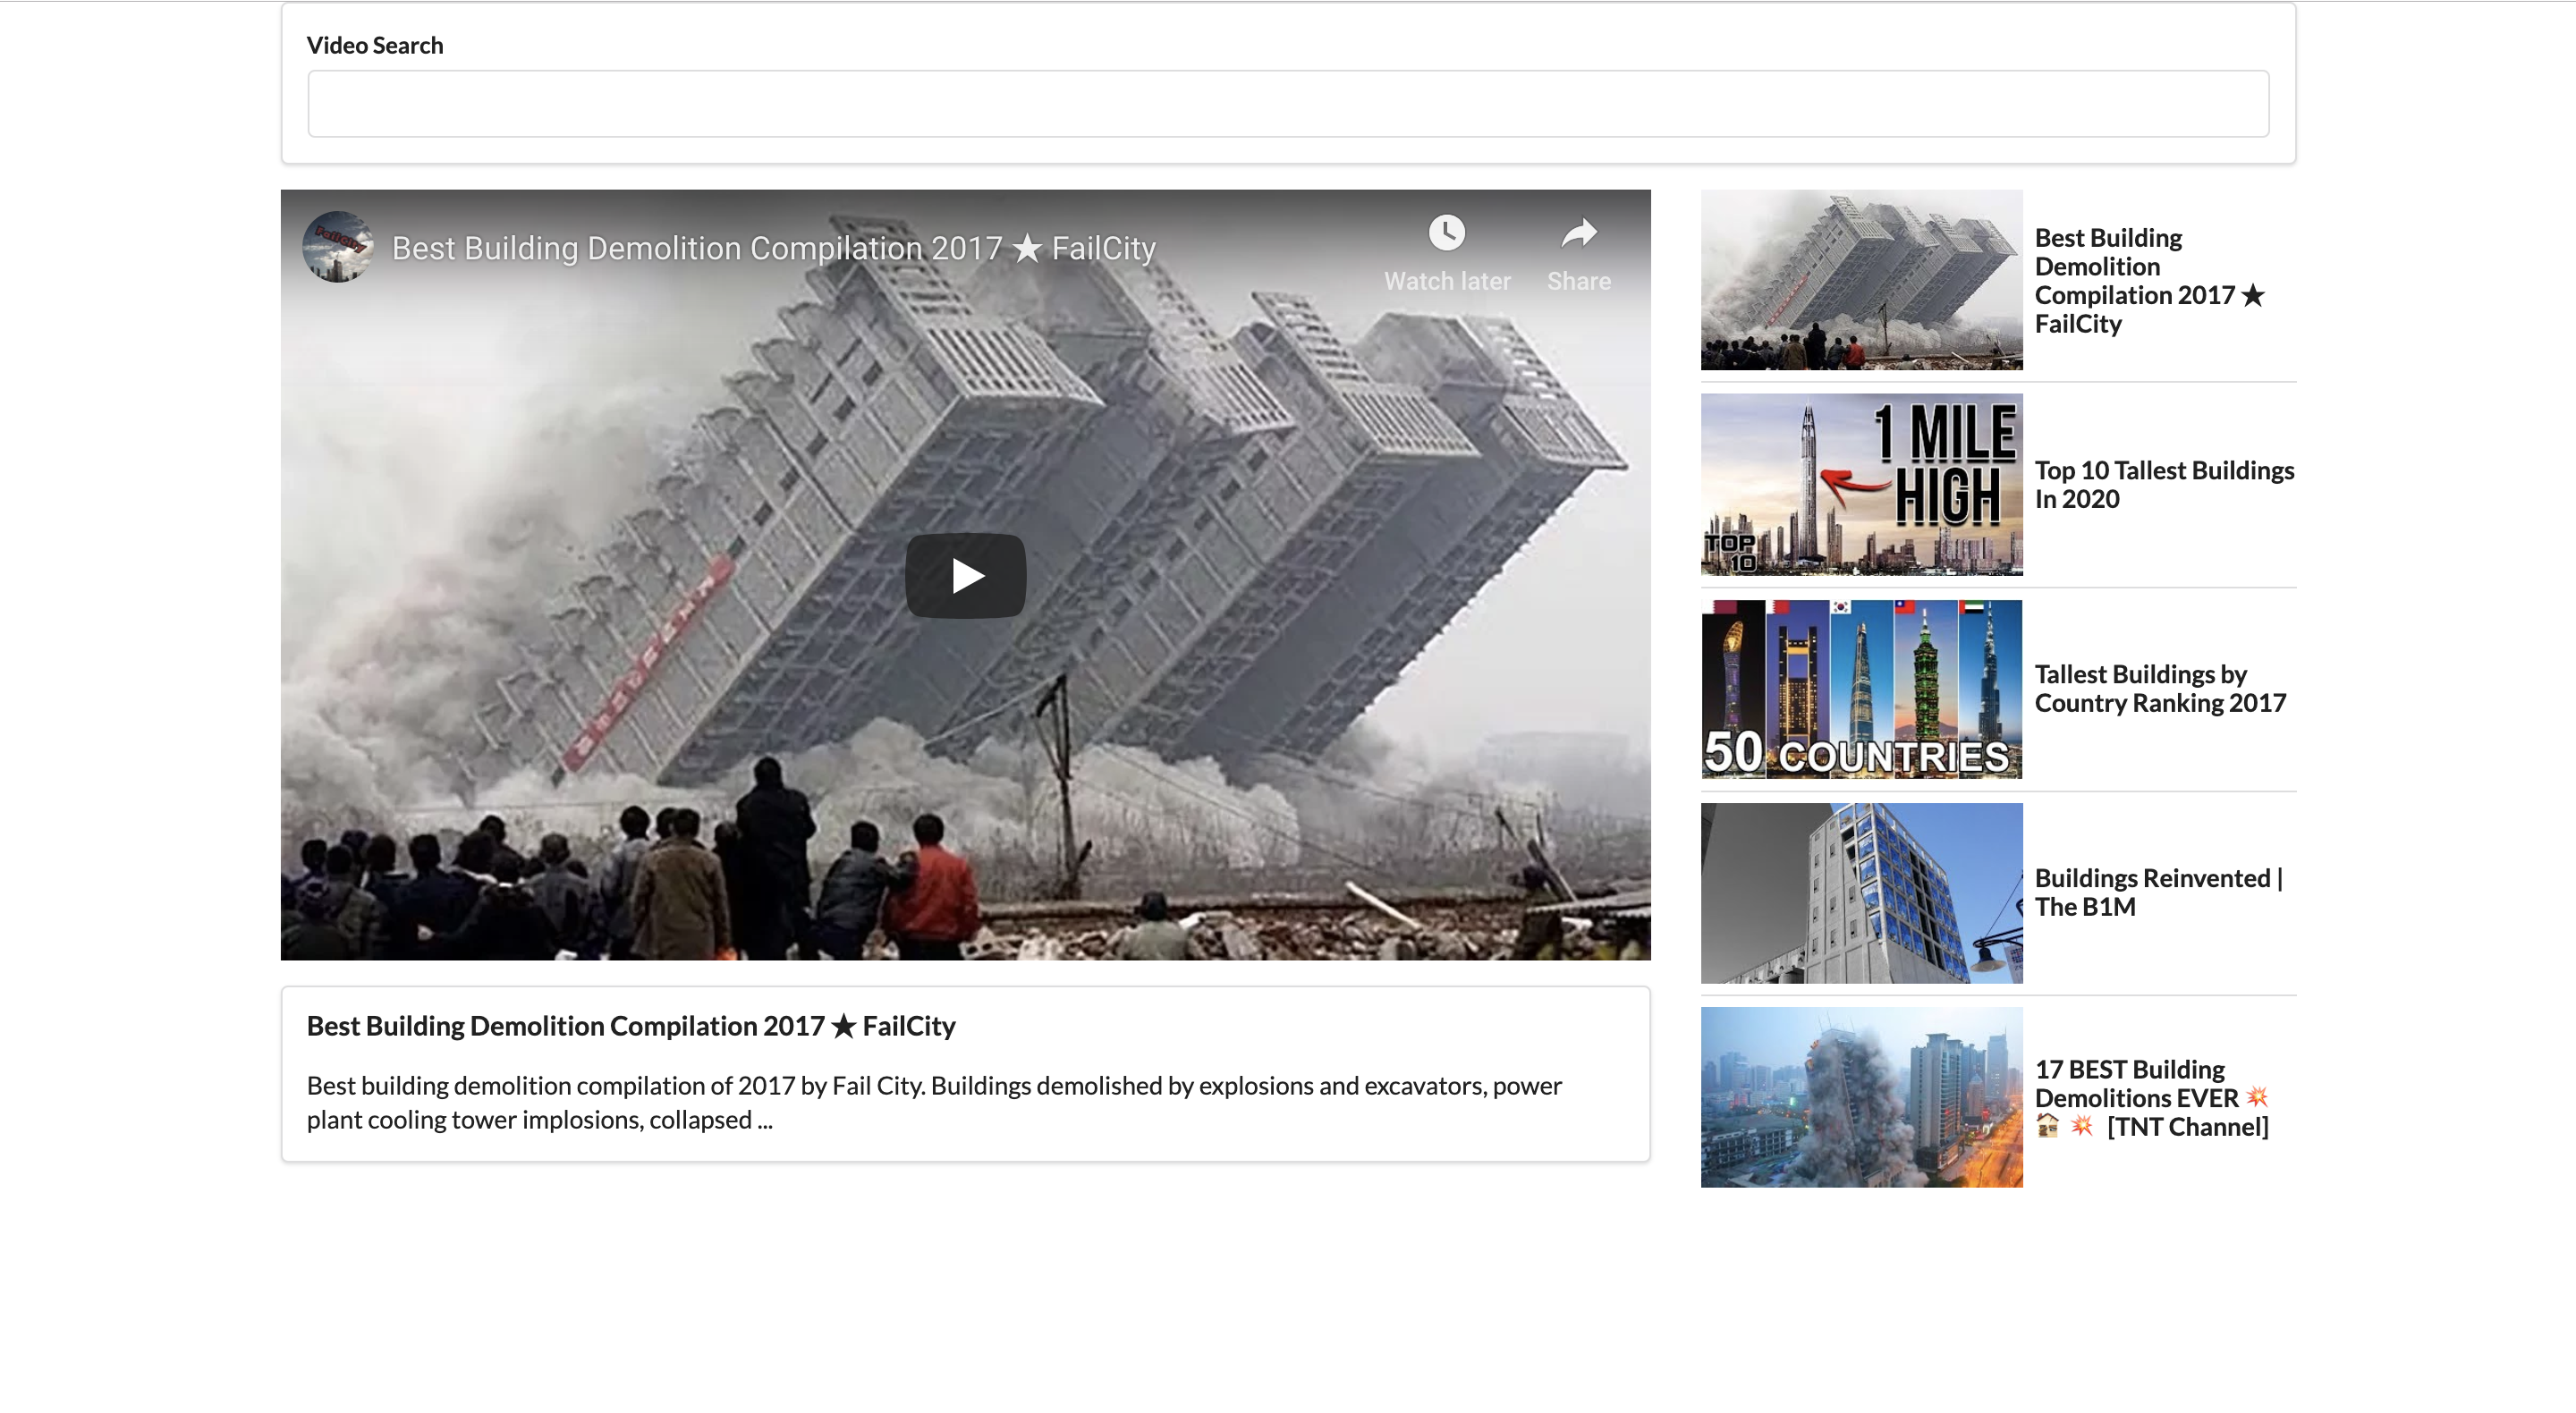 Video Search
FailCity
Best Building Demolition Compilation 2017 ★ FailCity
Watch later
Share
Best Building Demolition Compilation 2017 ★ FailCity
Best building demolition compilation of 2017 by Fail City. Buildings demolished by explosions and excavators, power
plant cooling tower implosions, collapsed ...
Best Building
Demolition
Compilation 2017 ★
FailCity
1 MILE
HIGH
TOP
10
Top 10 Tallest Buildings
In 2020
50 COUNTRIES
Tallest Buildings by
Country Ranking 2017
Buildings Reinvented |
The B1M
17 BEST Building
Demolitions EVER 💥
🏚 💥 [TNT Channel]